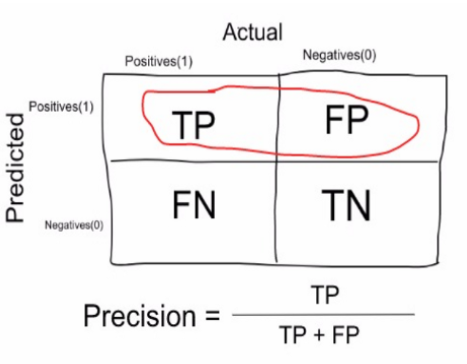 Actual
Positives(1) Negatives(0)
Predicted
Positives(1)
TP FP
Negatives(0)
FN TN
Precision = TP
TP + FP